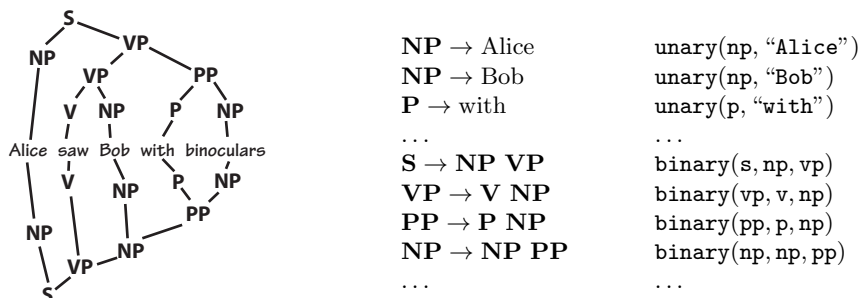 S
NP VP
VP PP
V NP P NP
Alice saw Bob with binoculars
V NP P NP
NP PP
VP NP
S
NP → Alice unary(np, “Alice”)
NP → Bob unary(np, “Bob”)
P → with unary(p, “with”)
... ...
S → NP VP binary(s, np, vp)
VP → V NP binary(vp, v, np)
PP → P NP binary(pp, p, np)
NP → NP PP binary(np, np, pp)
... ...